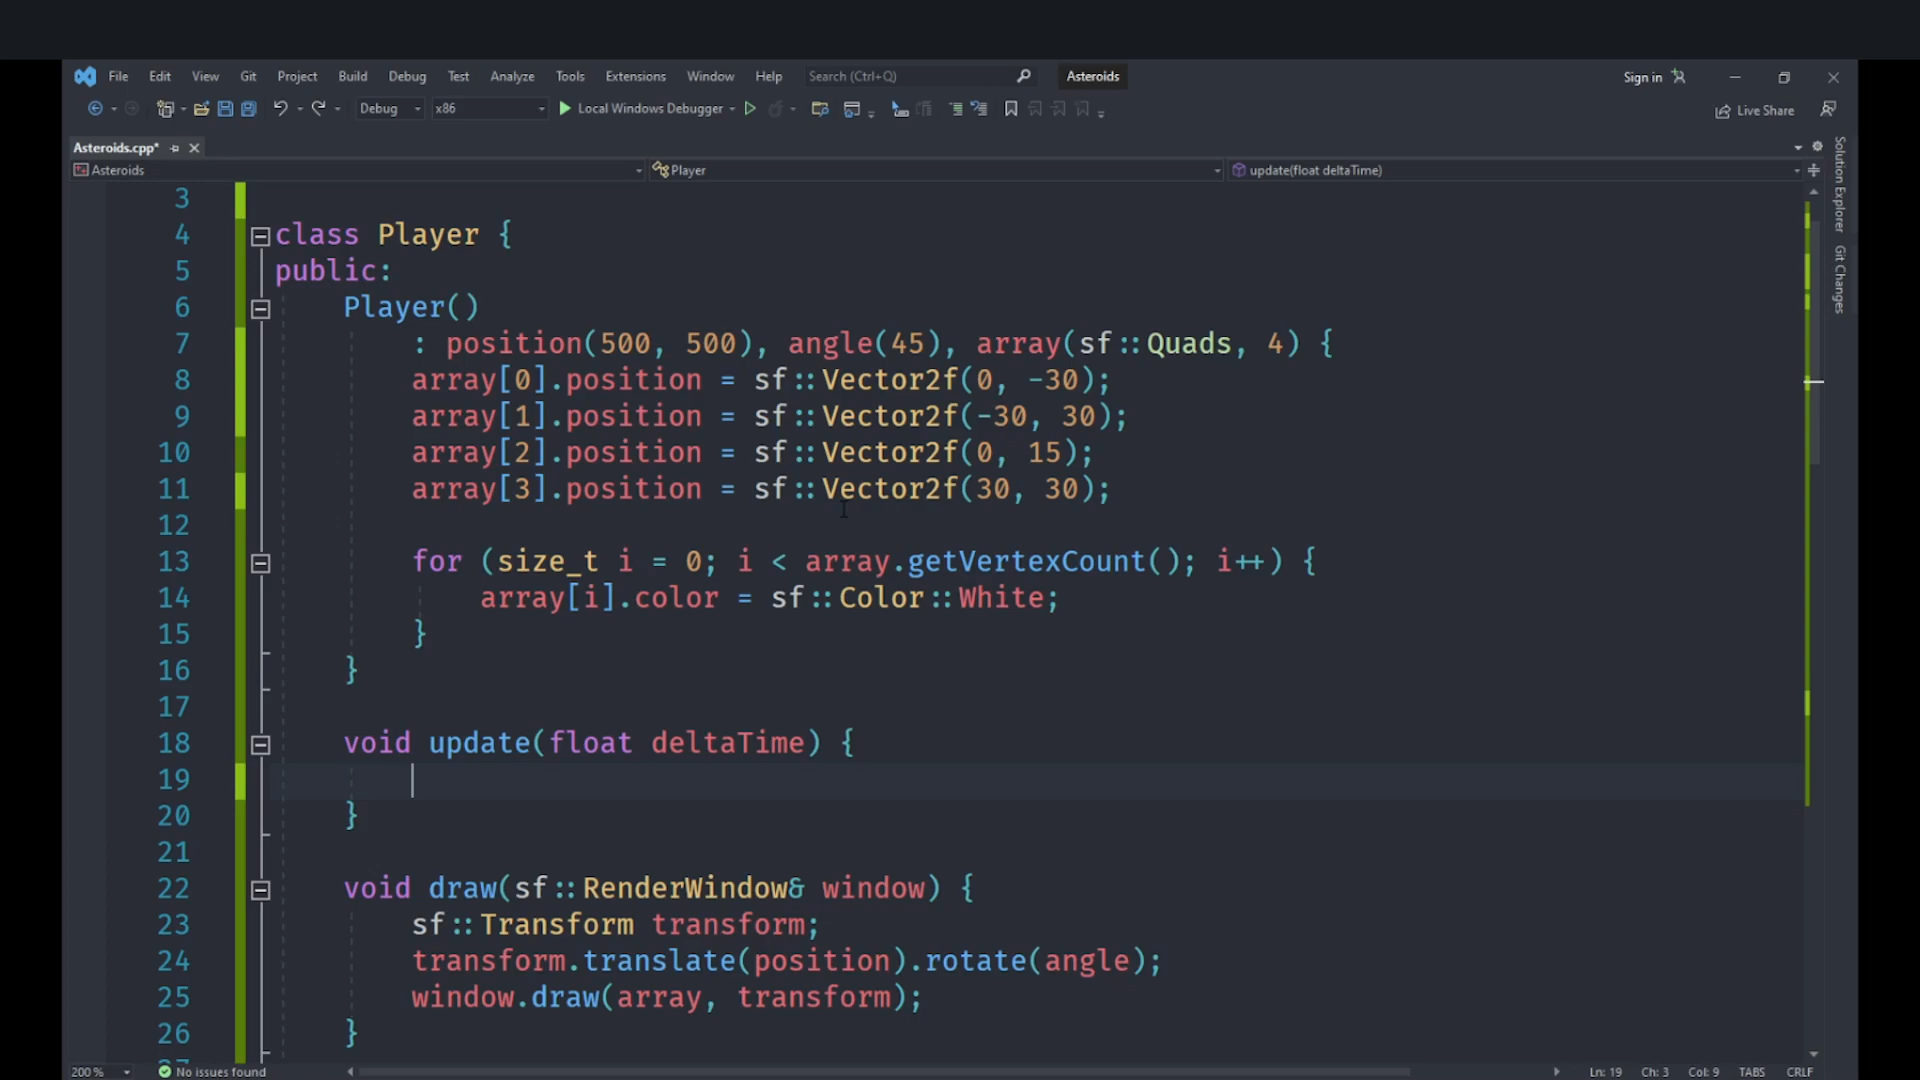 File Edit View Git Project Build Debug Test Analyze Tools Extensions Window Help Search (Ctrl+Q) Asteroids Sign in
Debug x86 Local Windows Debugger Live Share
Asteroids.cpp*
Asteroids Player update(float deltaTime)
Solution Explorer
Git Changes
3
4 class Player {
5 public:
6 Player()
7 : position(500, 500), angle(45), array(sf::Quads, 4) {
8 array[0].position = sf::Vector2f(0, -30);
9 array[1].position = sf::Vector2f(-30, 30);
10 array[2].position = sf::Vector2f(0, 15);
11 array[3].position = sf::Vector2f(30, 30);
12
13 for (size_t i = 0; i < array.getVertexCount(); i++) {
14 array[i].color = sf::Color::White;
15 }
16 }
17
18 void update(float deltaTime) {
19
20 }
21
22 void draw(sf::RenderWindow& window) {
23 sf::Transform transform;
24 transform.translate(position).rotate(angle);
25 window.draw(array, transform);
26 }
200 % No issues found Ln: 19 Ch: 3 Col: 9 TABS CRLF